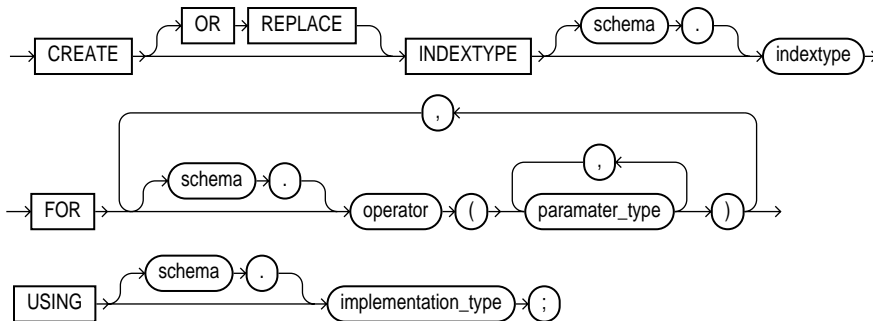 OR REPLACE schema .
CREATE INDEXTYPE indextype
,
schema . ,
FOR operator ( paramater_type )
schema .
USING implementation_type ;